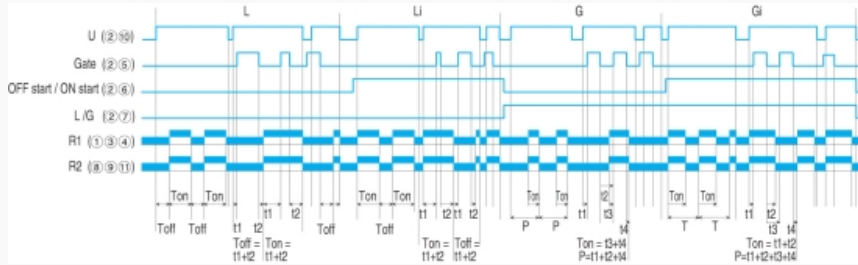 L Li G Gi
U (②⑩)
Gate (②⑤)
OFF start / ON start (②⑥)
L /G (②⑦)
R1 (①③④)
R2 (⑧⑨⑪)
Ton Ton t1 t2 Ton Ton t1 t2 t1 t2 Ton Ton t1 t2 Ton Ton t1 t2
Toff Toff t1 t2 Toff Toff P P t3 T T t3 t4
t4
Toff = Ton = Ton = Toff = Ton = t3+t4 Ton = t1+t2
t1+t2 t1+t2 t1+t2 t1+t2 P=t1+t2+t4 P=t1+t2+t3+t4